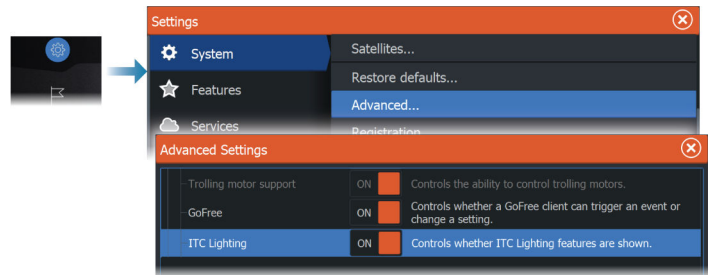 Settings
System
Satellites...
Restore defaults...
Features
Advanced...
Services
Registration
Advanced Settings
Trolling motor support ON Controls the ability to control trolling motors.
GoFree ON Controls whether a GoFree client can trigger an event or
change a setting.
ITC Lighting ON Controls whether ITC Lighting features are shown.